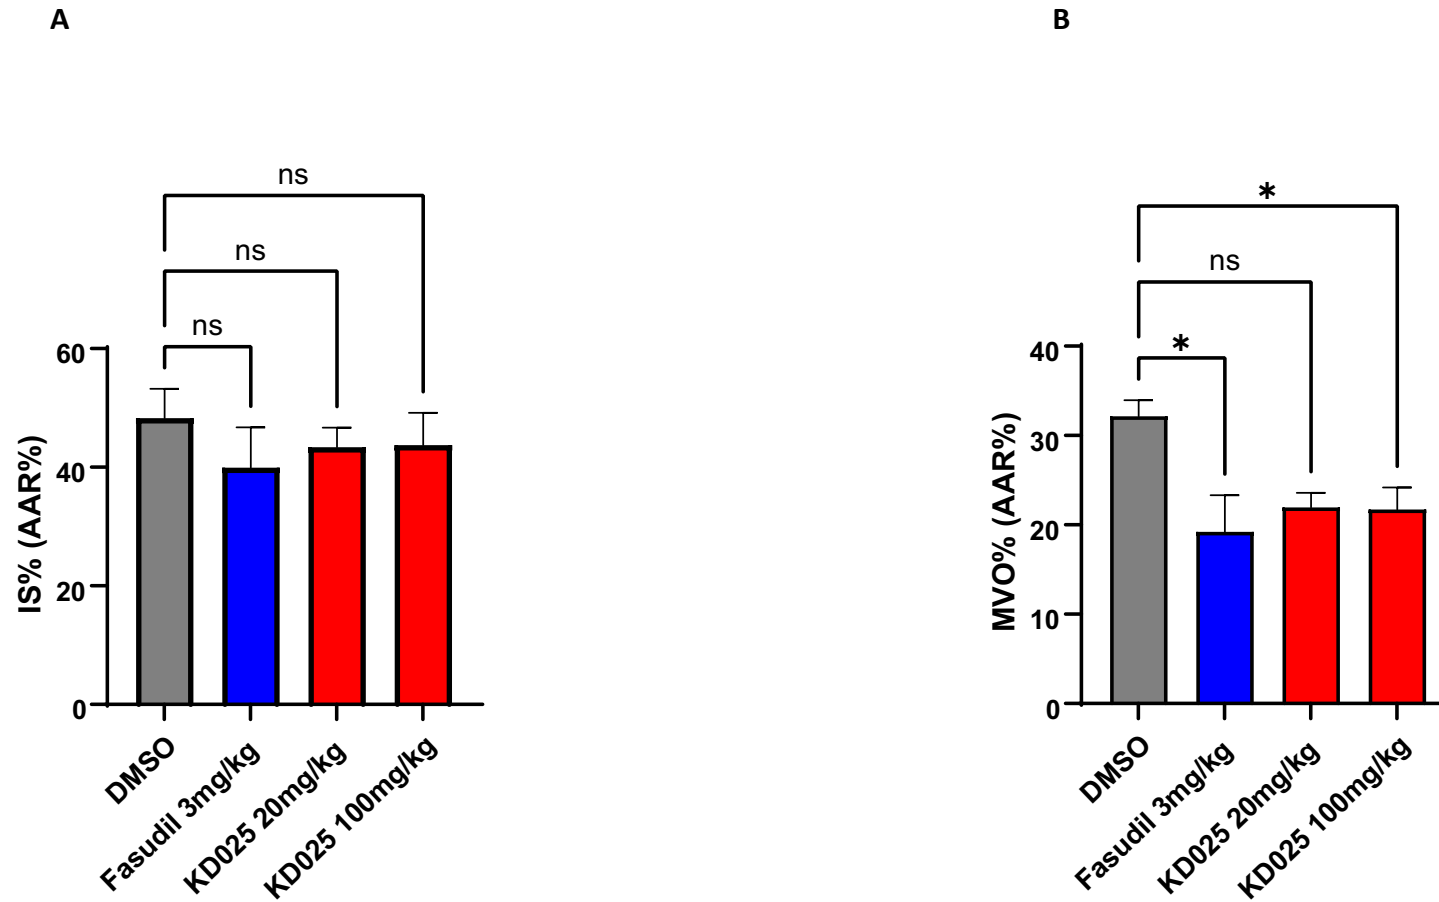 A
ns
ns
ns
60
40
20
0
IS% (AAR%)
DMSO
Fasudil 3mg/kg
KD025 20mg/kg
KD025 100mg/kg
B
*
ns
*
40
30
20
10
0
MVO% (AAR%)
DMSO
Fasudil 3mg/kg
KD025 20mg/kg
KD025 100mg/kg